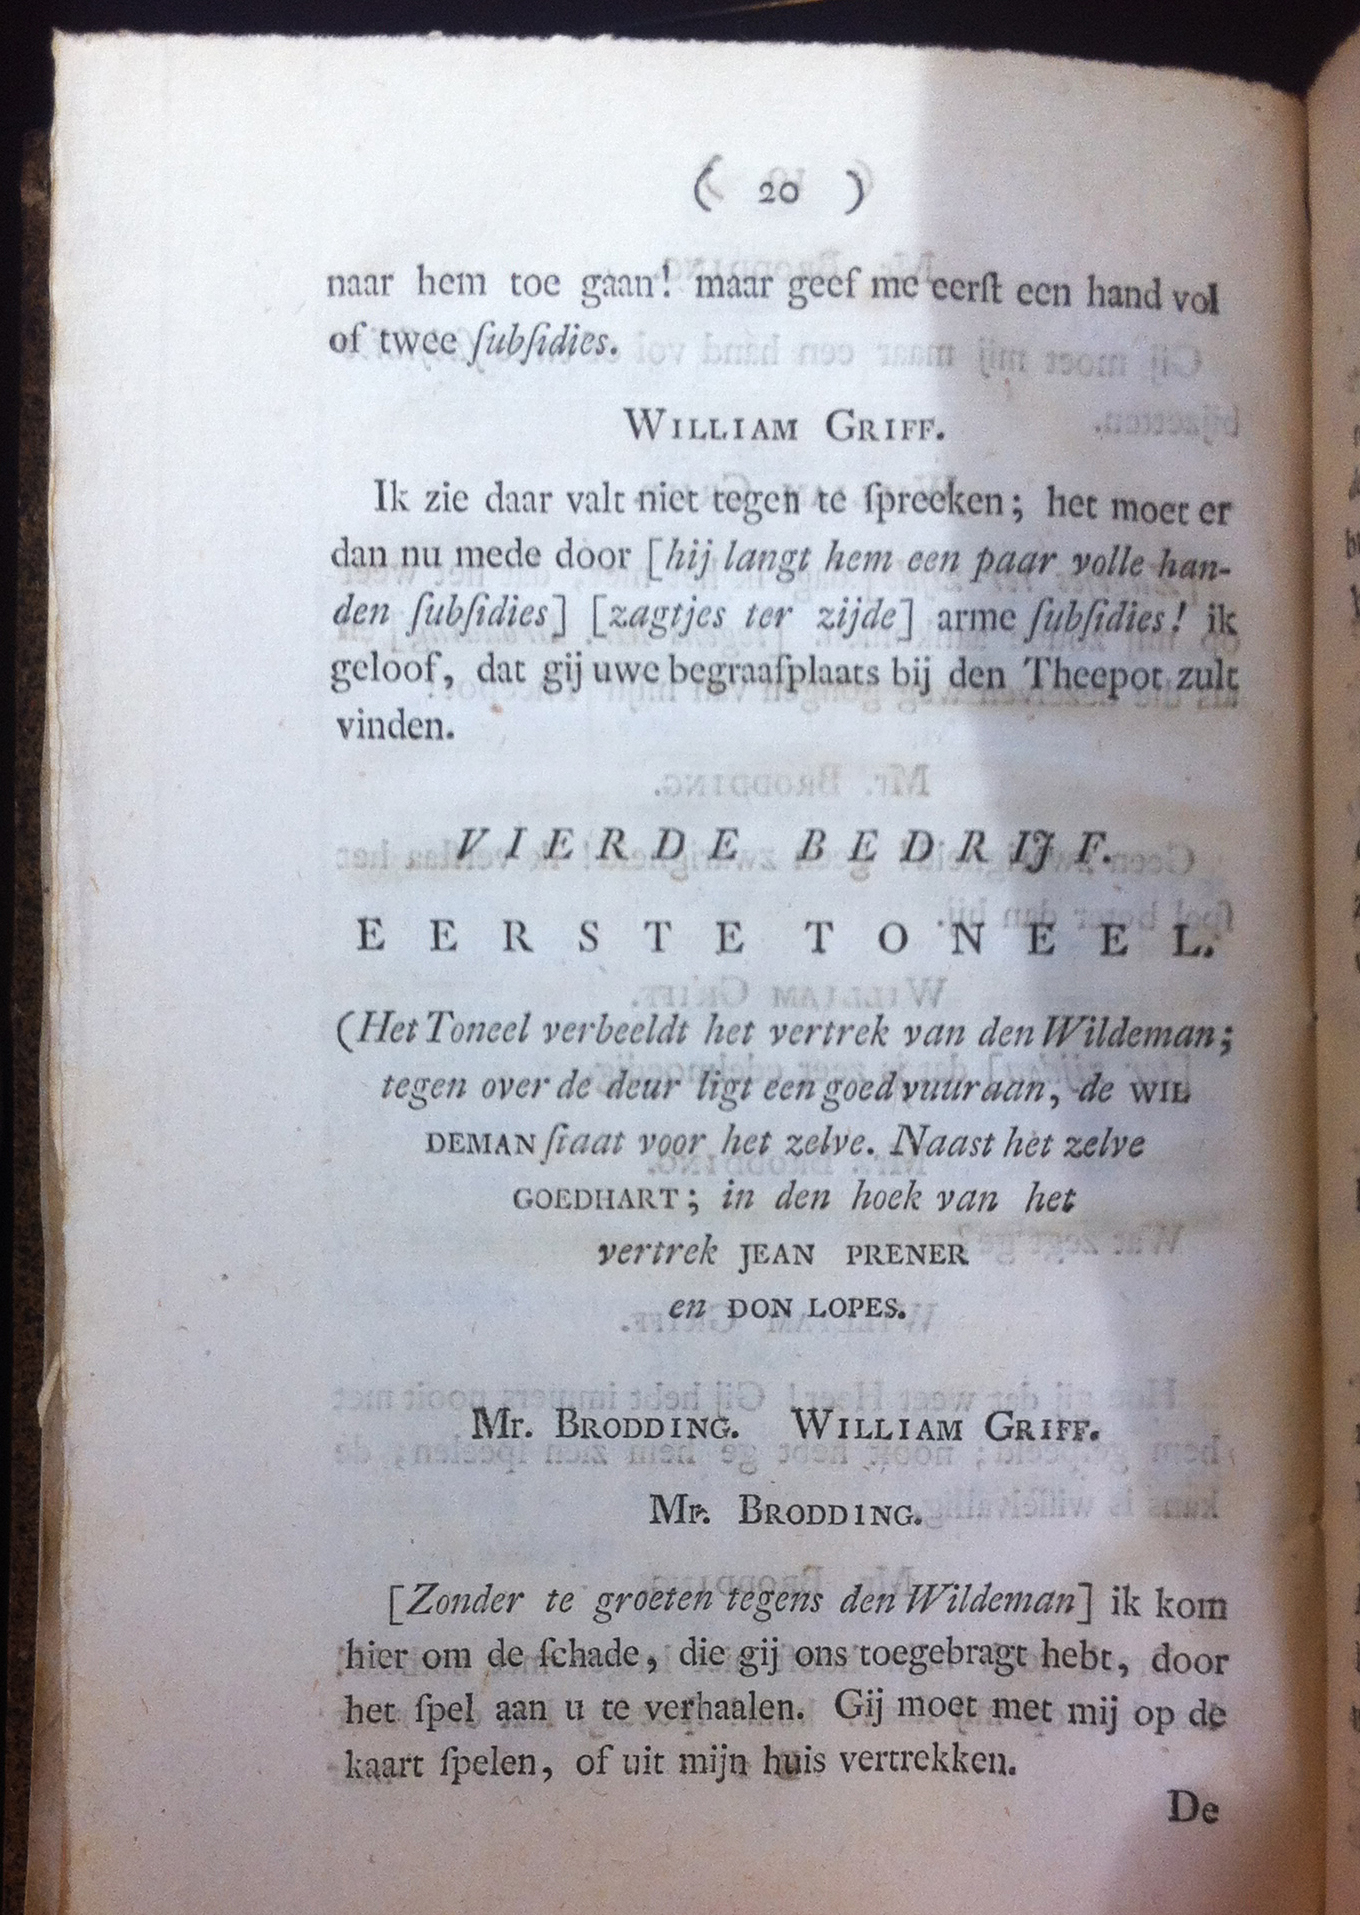 ( 20 )
naar hem toe gaan! maar geef me eerſt een hand vol
of twee ſubſidies.
WILLIAM GRIFF.
Ik zie daar valt niet tegen te ſpreeken; het moet er
dan nu mede door [hij langt hem een paar volle han-
den ſubſidies] [zagtjes ter zijde] arme ſubſidies! ik
geloof, dat gij uwe begraafplaats bij den Theepot zult
vinden.
VIERDE BEDRIJF.
EERSTE TONEEL.
(Het Toneel verbeeldt het vertrek van den Wildeman;
tegen over de deur ligt een goed vuur aan, de WIL
DEMAN ſtaat voor het zelve. Naast het zelve
GOEDHART; in den hoek van het
vertrek JEAN PRENER
en DON LOPES.
Mr. BRODDING. WILLIAM GRIFF.
Mr. BRODDING.
[Zonder te groeten tegens den Wildeman] ik kom
hier om de ſchade, die gij ons toegebragt hebt, door
het ſpel aan u te verhaalen. Gij moet met mij op de
kaart ſpelen, of uit mijn huis vertrekken.
De